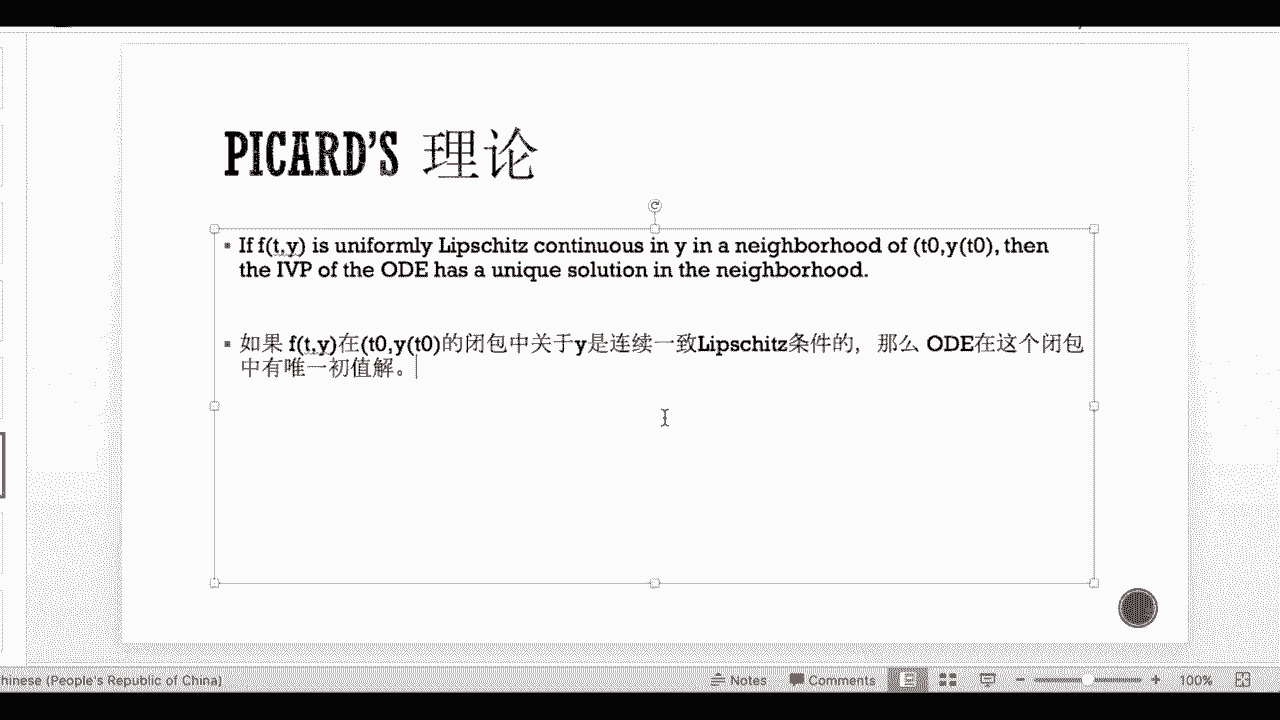 PICARD'S 理论
▪ If f(t,y) is uniformly Lipschitz continuous in y in a neighborhood of (t0,y(t0), then
the IVP of the ODE has a unique solution in the neighborhood.
▪ 如果 f(t,y)在(t0,y(t0)的闭包中关于y是连续一致Lipschitz条件的，那么 ODE在这个闭包
中有唯一初值解。
hinese (People's Republic of China)
Notes
Comments
100%